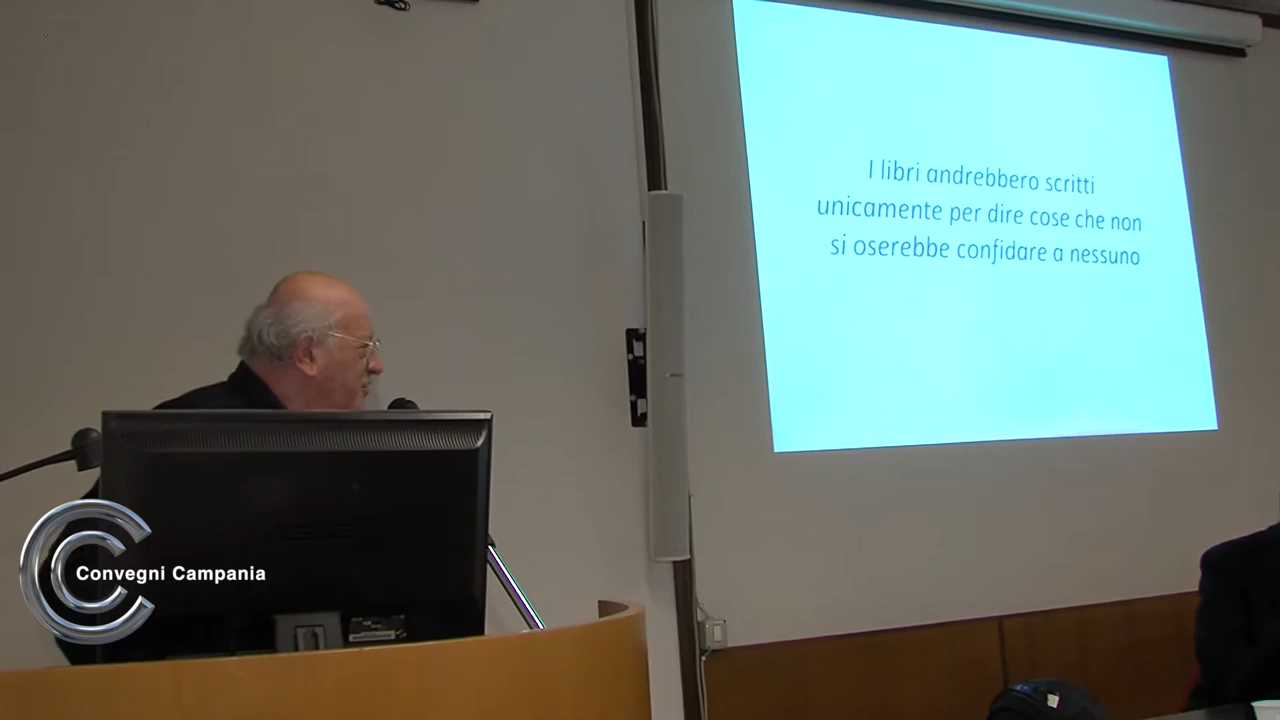 I libri andrebbero scritti
unicamente per dire cose che non
si oserebbe confidare a nessuno
Convegni Campania